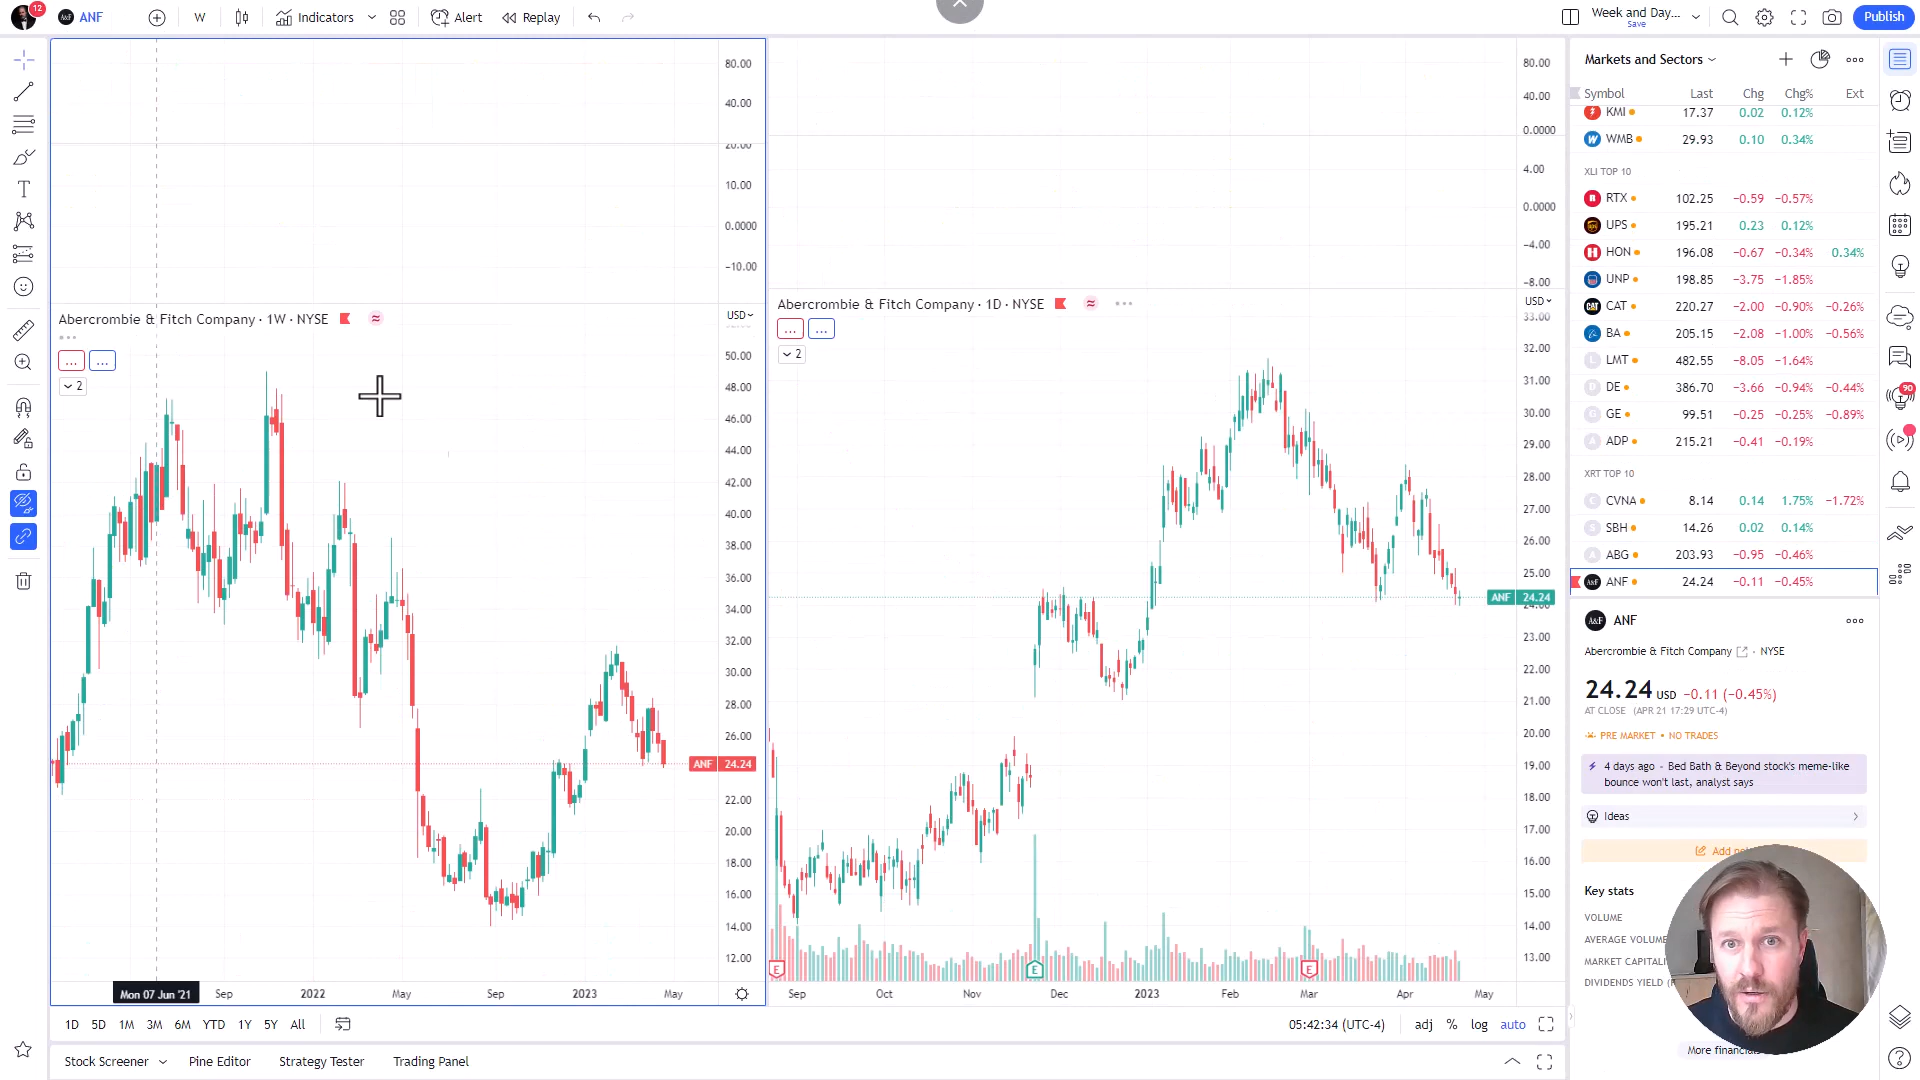 12
ANF
W
Indicators
Alert
Replay
Week and Day...
Save
Publish
80.00
40.00
20.00
10.00
0.0000
−10.00
Abercrombie & Fitch Company · 1W · NYSE
USD
...
...
2
50.00
48.00
46.00
44.00
42.00
40.00
38.00
36.00
34.00
32.00
30.00
28.00
26.00
ANF 24.24
22.00
20.00
18.00
16.00
14.00
12.00
Mon 07 Jun '21
Sep
2022
May
Sep
2023
May
80.00
40.00
0.0000
4.00
0.0000
−4.00
−8.00
Abercrombie & Fitch Company · 1D · NYSE
USD
...
...
2
33.00
32.00
31.00
30.00
29.00
28.00
27.00
26.00
25.00
ANF 24.24
24.00
23.00
22.00
21.00
20.00
19.00
18.00
17.00
16.00
15.00
14.00
13.00
E
E
E
Sep
Oct
Nov
Dec
2023
Feb
Mar
Apr
May
1D 5D 1M 3M 6M YTD 1Y 5Y All
05:42:34 (UTC-4)
adj % log auto
Stock Screener
Pine Editor
Strategy Tester
Trading Panel
Markets and Sectors
Symbol Last Chg Chg% Ext
KMI 17.37 0.02 0.12%
WMB 29.93 0.10 0.34%
XLI TOP 10
RTX 102.25 −0.59 −0.57%
UPS 195.21 0.23 0.12%
HON 196.08 −0.67 −0.34% 0.34%
UNP 198.85 −3.75 −1.85%
CAT 220.27 −2.00 −0.90% −0.26%
BA 205.15 −2.08 −1.00% −0.56%
LMT 482.55 −8.05 −1.64%
DE 386.70 −3.66 −0.94% −0.44%
GE 99.51 −0.25 −0.25% −0.89%
ADP 215.21 −0.41 −0.19%
XRT TOP 10
CVNA 8.14 0.14 1.75% −1.72%
SBH 14.26 0.02 0.14%
ABG 203.93 −0.95 −0.46%
ANF 24.24 −0.11 −0.45%
A&F ANF
Abercrombie & Fitch Company · NYSE
24.24 USD −0.11 (−0.45%)
AT CLOSE (APR 21 17:29 UTC-4)
PRE MARKET • NO TRADES
4 days ago - Bed Bath & Beyond stock's meme-like
bounce won't last, analyst says
Ideas
Add
Key stats
VOLUME
AVERAGE VOLUME
MARKET
DIVIDENDS YIELD
More
90